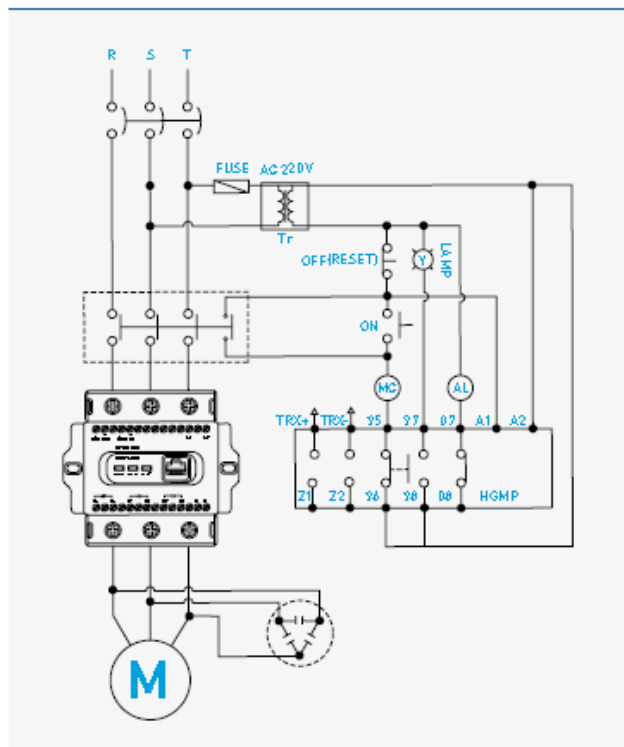 R S T
FUSE AC 220V
Tr
OFF(RESET)
Y
LAMP
ON
MC
AL
TRX+ TRX- 95 97 07 A1 A2
Z1 Z2 96 98 08 HGMP
M